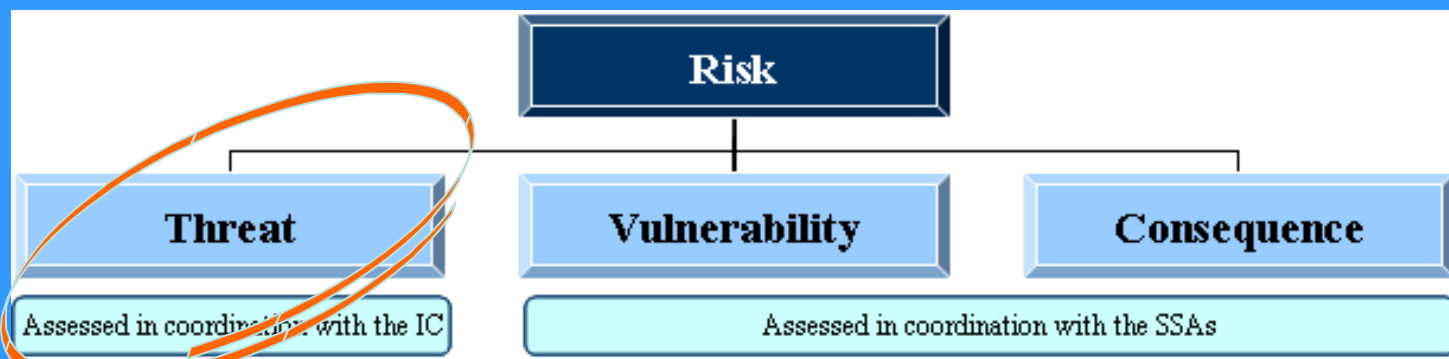 Risk
Threat
Vulnerability
Consequence
Assessed in coordination with the IC
Assessed in coordination with the SSAs